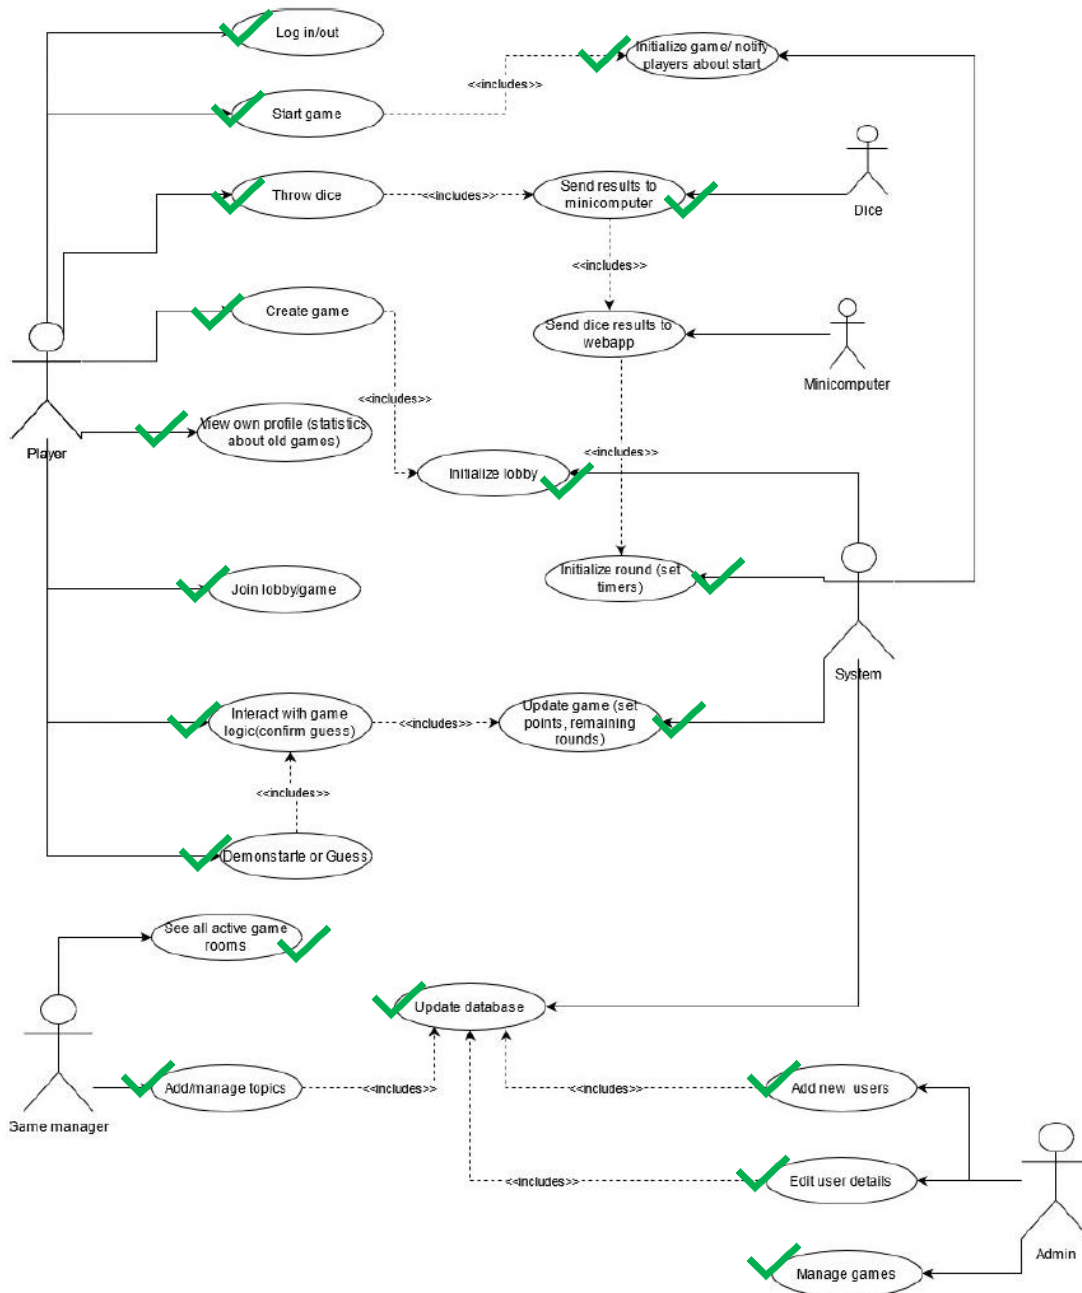 Log in/out
Initialize game/ notify
players about start
<<includes>>
Start game
Throw dice
<<includes>>
Send results to
minicomputer
Dice
<<includes>>
Create game
Send dice results to
webapp
Minicomputer
<<includes>>
View own profile (statistics
about old games)
Player
<<includes>>
Initialize lobby
Initialize round (set
timers)
Join lobby/game
System
Interact with game
logic(confirm guess)
<<includes>>
Update game (set
points, remaining
rounds)
<<includes>>
Demonstarte or Guess
See all active game
rooms
Update database
Add/manage topics
<<includes>>
<<includes>>
Add new users
Game manager
<<includes>>
Edit user details
Admin
Manage games